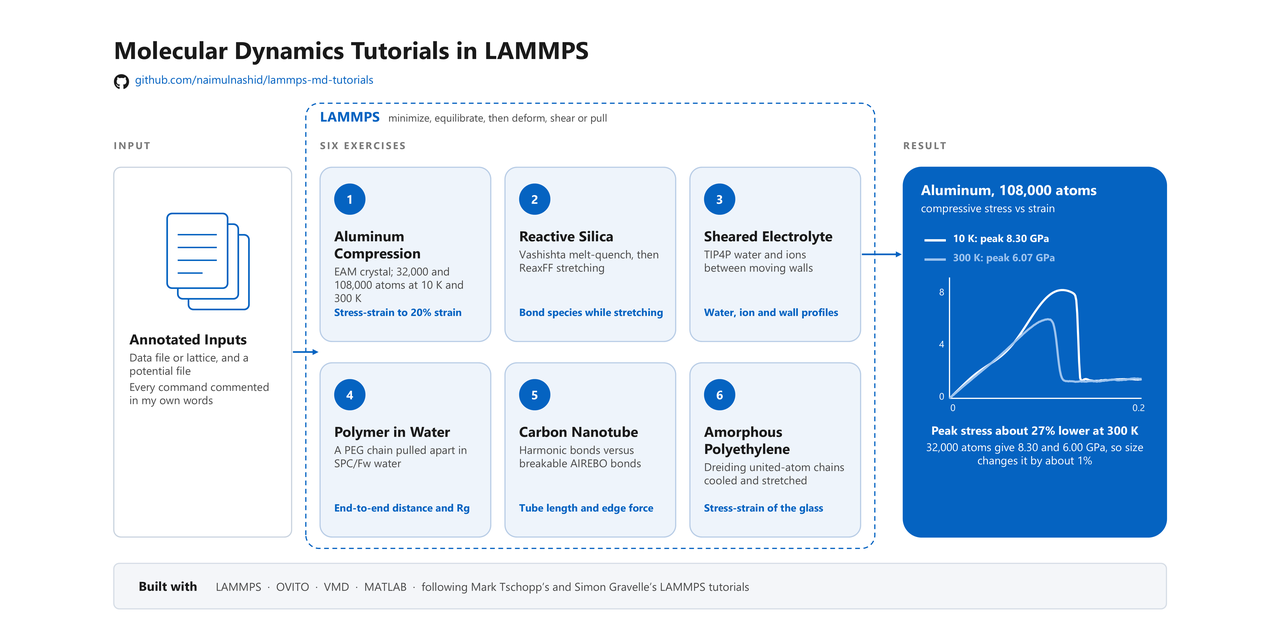 Molecular Dynamics Tutorials in LAMMPS
github.com/naimulnashid/lammps-md-tutorials
LAMMPS minimize, equilibrate, then deform, shear or pull
INPUT
SIX EXERCISES
RESULT
Annotated Inputs
Data file or lattice, and a
potential file
Every command commented
in my own words
1
Aluminum
Compression
EAM crystal; 32,000 and
108,000 atoms at 10 K and
300 K
Stress-strain to 20% strain
2
Reactive Silica
Vashishta melt-quench, then
ReaxFF stretching
Bond species while stretching
3
Sheared Electrolyte
TIP4P water and ions
between moving walls
Water, ion and wall profiles
4
Polymer in Water
A PEG chain pulled apart in
SPC/Fw water
End-to-end distance and Rg
5
Carbon Nanotube
Harmonic bonds versus
breakable AIREBO bonds
Tube length and edge force
6
Amorphous
Polyethylene
Dreiding united-atom chains
cooled and stretched
Stress-strain of the glass
Aluminum, 108,000 atoms
compressive stress vs strain
10 K: peak 8.30 GPa
300 K: peak 6.07 GPa
8
4
0
0 0.2
Peak stress about 27% lower at 300 K
32,000 atoms give 8.30 and 6.00 GPa, so size
changes it by about 1%
Built with LAMMPS · OVITO · VMD · MATLAB · following Mark Tschopp's and Simon Gravelle's LAMMPS tutorials